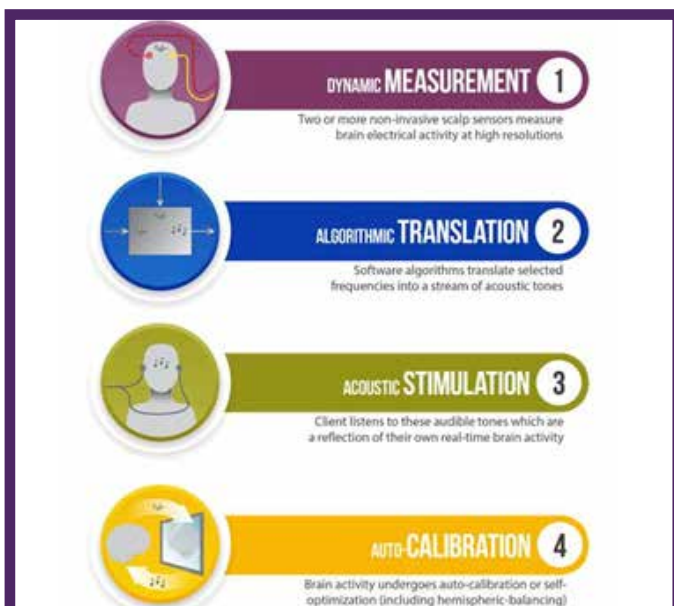 DYNAMIC MEASUREMENT 1
Two or more non-invasive scalp sensors measure
brain electrical activity at high resolutions
ALGORITHMIC TRANSLATION 2
Software algorithms translate selected
frequencies into a stream of acoustic tones
ACOUSTIC STIMULATION 3
Client listens to these audible tones which are
a reflection of their own real-time brain activity
AUTO-CALIBRATION 4
Brain activity undergoes auto-calibration or self-
optimization (including hemispheric-balancing)